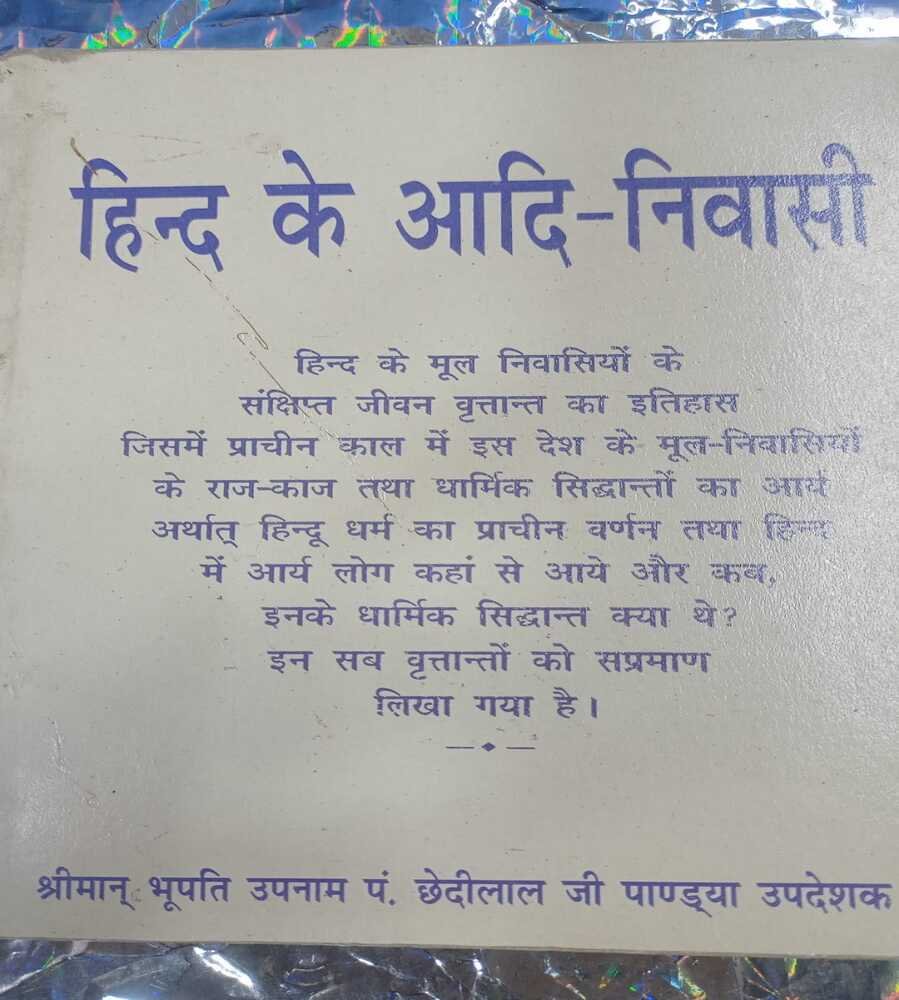 हिन्द के आदि-निवासी
हिन्द के मूल निवासियों के
संक्षिप्त जीवन वृत्तान्त का इतिहास
जिसमें प्राचीन काल में इस देश के मूल-निवासियों
के राज-काज तथा धार्मिक सिद्धान्तों का आर्य
अर्थात् हिन्दू धर्म का प्राचीन वर्णन तथा हिन्द
में आर्य लोग कहां से आये और कब,
इनके धार्मिक सिद्धान्त क्या थे?
इन सब वृत्तान्तों को सप्रमाण
लिखा गया है।
श्रीमान् भूपति उपनाम पं. छेदीलाल जी पाण्ड्या उपदेशक